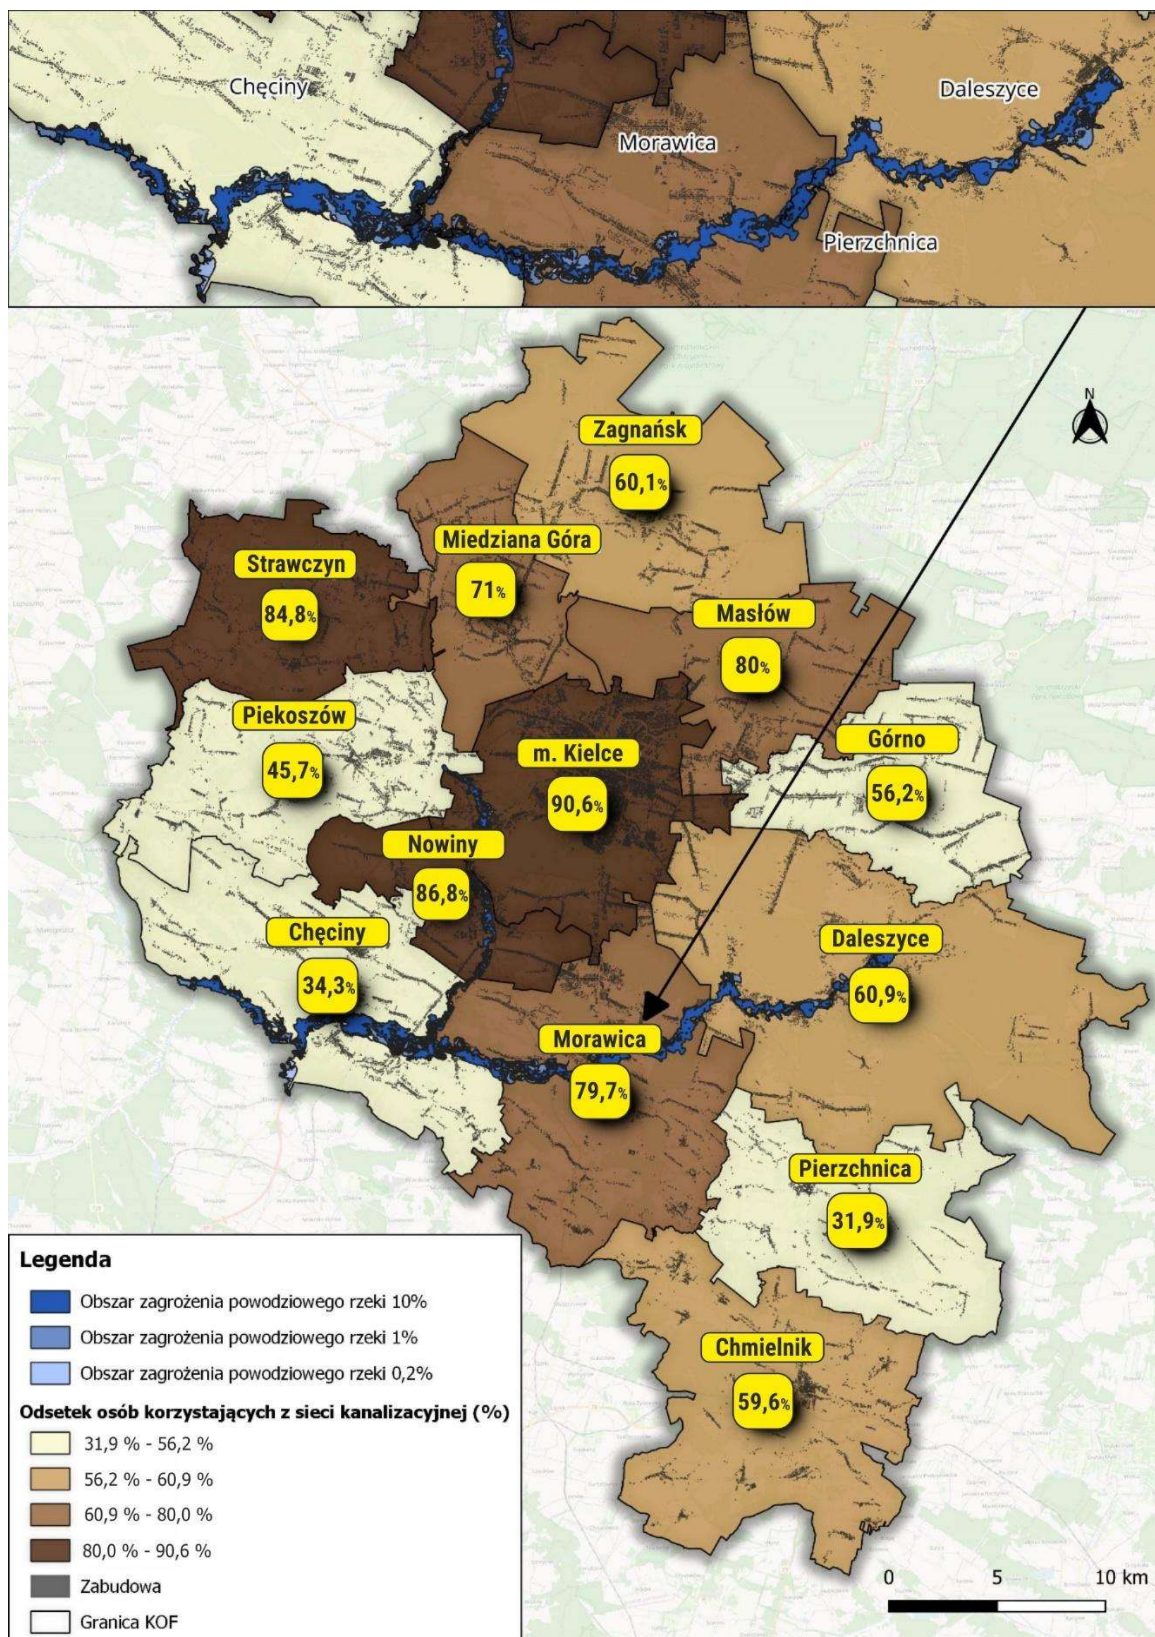 Chęciny
Daleszyce
Morawica
Pierzchnica
N
Zagnańsk
60,1%
Miedziana Góra
71%
Strawczyn
84,8%
Masłów
80%
Piekoszów
45,7%
m. Kielce
90,6%
Górno
56,2%
Nowiny
86,8%
Chęciny
34,3%
Daleszyce
60,9%
Morawica
79,7%
Pierzchnica
31,9%
Chmielnik
59,6%
Legenda
Obszar zagrożenia powodziowego rzeki 10%
Obszar zagrożenia powodziowego rzeki 1%
Obszar zagrożenia powodziowego rzeki 0,2%
Odsetek osób korzystających z sieci kanalizacyjnej (%)
31,9 % - 56,2 %
56,2 % - 60,9 %
60,9 % - 80,0 %
80,0 % - 90,6 %
Zabudowa
Granica KOF
0 5 10 km